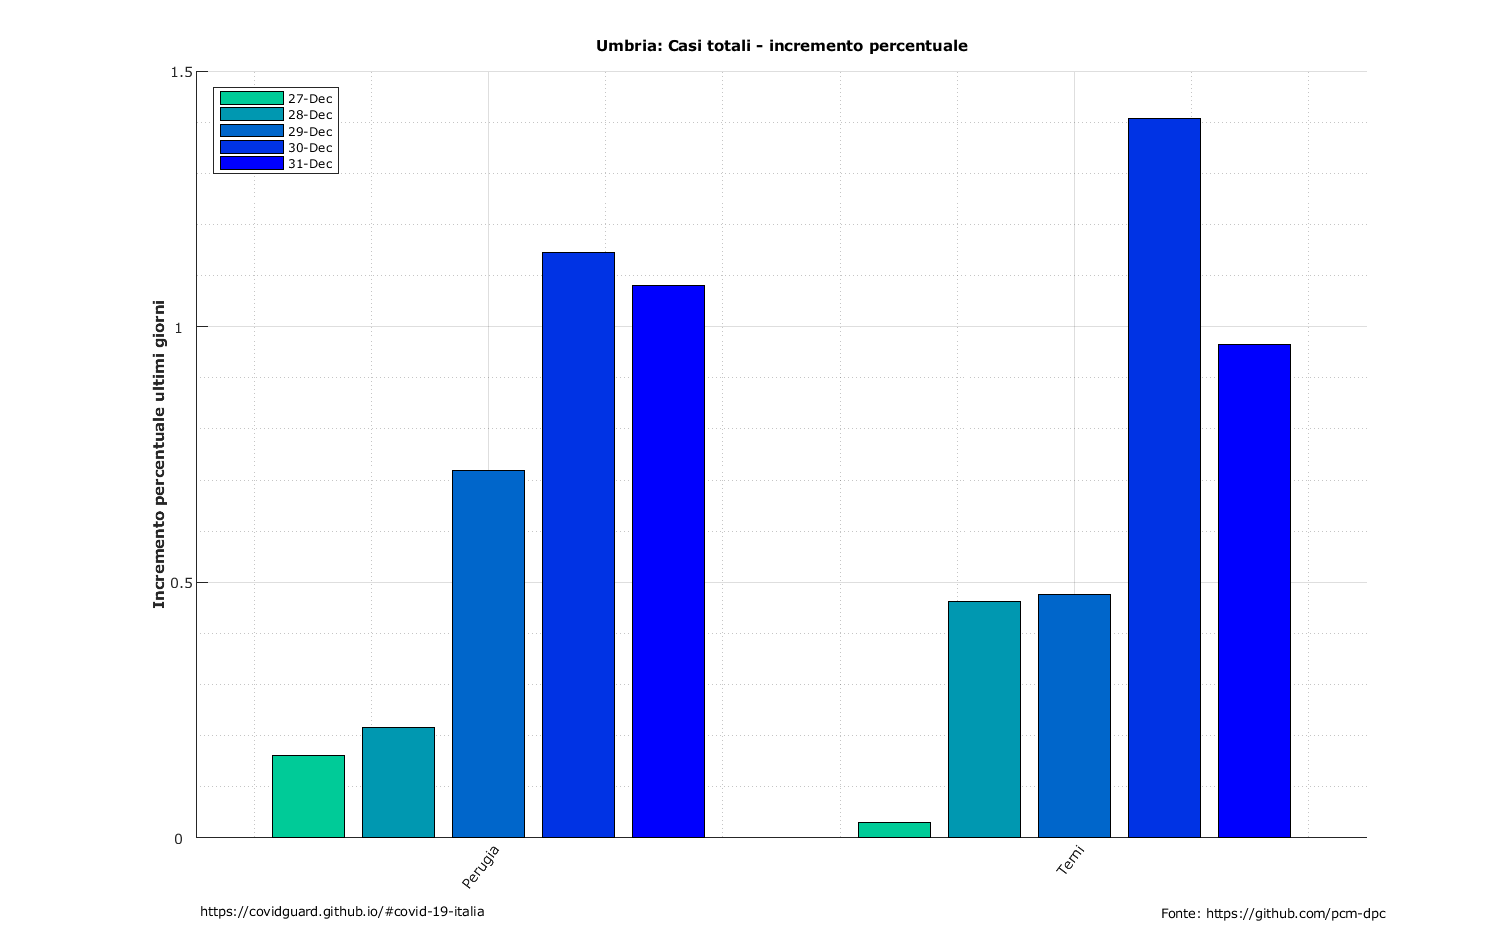 Umbria: Casi totali - incremento percentuale
27-Dec
28-Dec
29-Dec
30-Dec
31-Dec
Incremento percentuale ultimi giorni
1.5
1
0.5
0
Perugia
Terni
https://covidguard.github.io/#covid-19-italia
Fonte: https://github.com/pcm-dpc